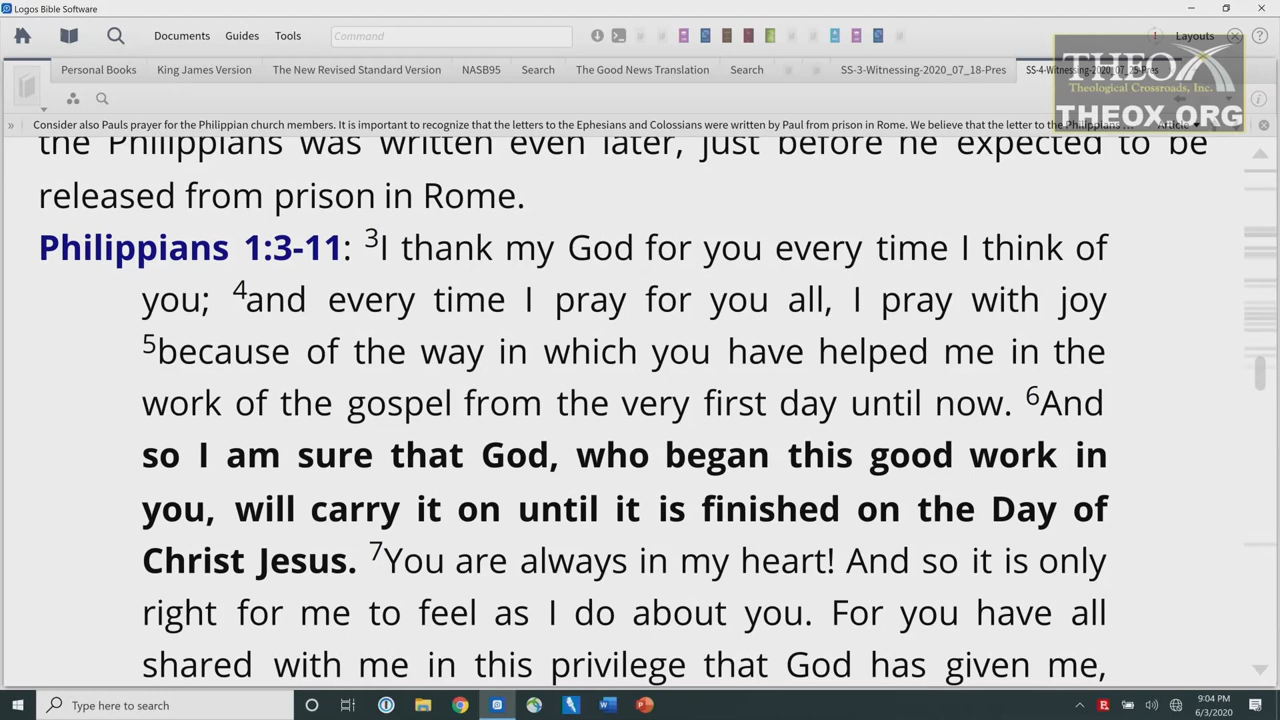 Logos Bible Software
Documents Guides Tools Command Layouts
Personal Books King James Version The New Revised NASB95 Search The Good News Translation Search SS-3-Witnessing-2020_07_18-Pres SS-4-Witnessing-2020_07_25-Pres
THEOX
Theological Crossroads, Inc.
THEOX.ORG
» Consider also Pauls prayer for the Philippian church members. It is important to recognize that the letters to the Ephesians and Colossians were written by Paul from prison in Rome. We believe that the letter to the Philippians ... Article
the Philippians was written even later, just before he expected to be
released from prison in Rome.
Philippians 1:3-11: 3I thank my God for you every time I think of
you; 4and every time I pray for you all, I pray with joy
5because of the way in which you have helped me in the
work of the gospel from the very first day until now. 6And
so I am sure that God, who began this good work in
you, will carry it on until it is finished on the Day of
Christ Jesus. 7You are always in my heart! And so it is only
right for me to feel as I do about you. For you have all
shared with me in this privilege that God has given me,
Type here to search
9:04 PM
6/3/2020